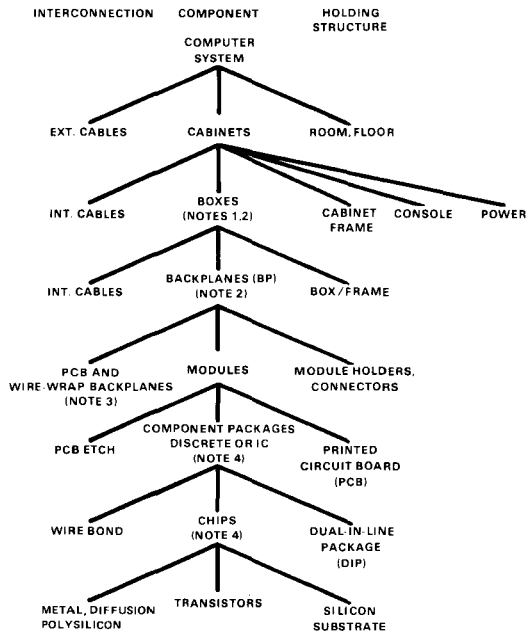 INTERCONNECTION COMPONENT HOLDING
STRUCTURE
COMPUTER
SYSTEM
EXT. CABLES CABINETS ROOM, FLOOR
INT. CABLES BOXES CABINET CONSOLE POWER
(NOTES 1,2) FRAME
INT. CABLES BACKPLANES (BP) BOX/FRAME
(NOTE 2)
PCB AND MODULES MODULE HOLDERS,
WIRE-WRAP BACKPLANES CONNECTORS
(NOTE 3)
COMPONENT PACKAGES
PCB ETCH DISCRETE OR IC PRINTED
(NOTE 4) CIRCUIT BOARD
(PCB)
WIRE BOND CHIPS DUAL-IN-LINE
(NOTE 4) PACKAGE
(DIP)
METAL, DIFFUSION TRANSISTORS SILICON
POLYSILICON SUBSTRATE